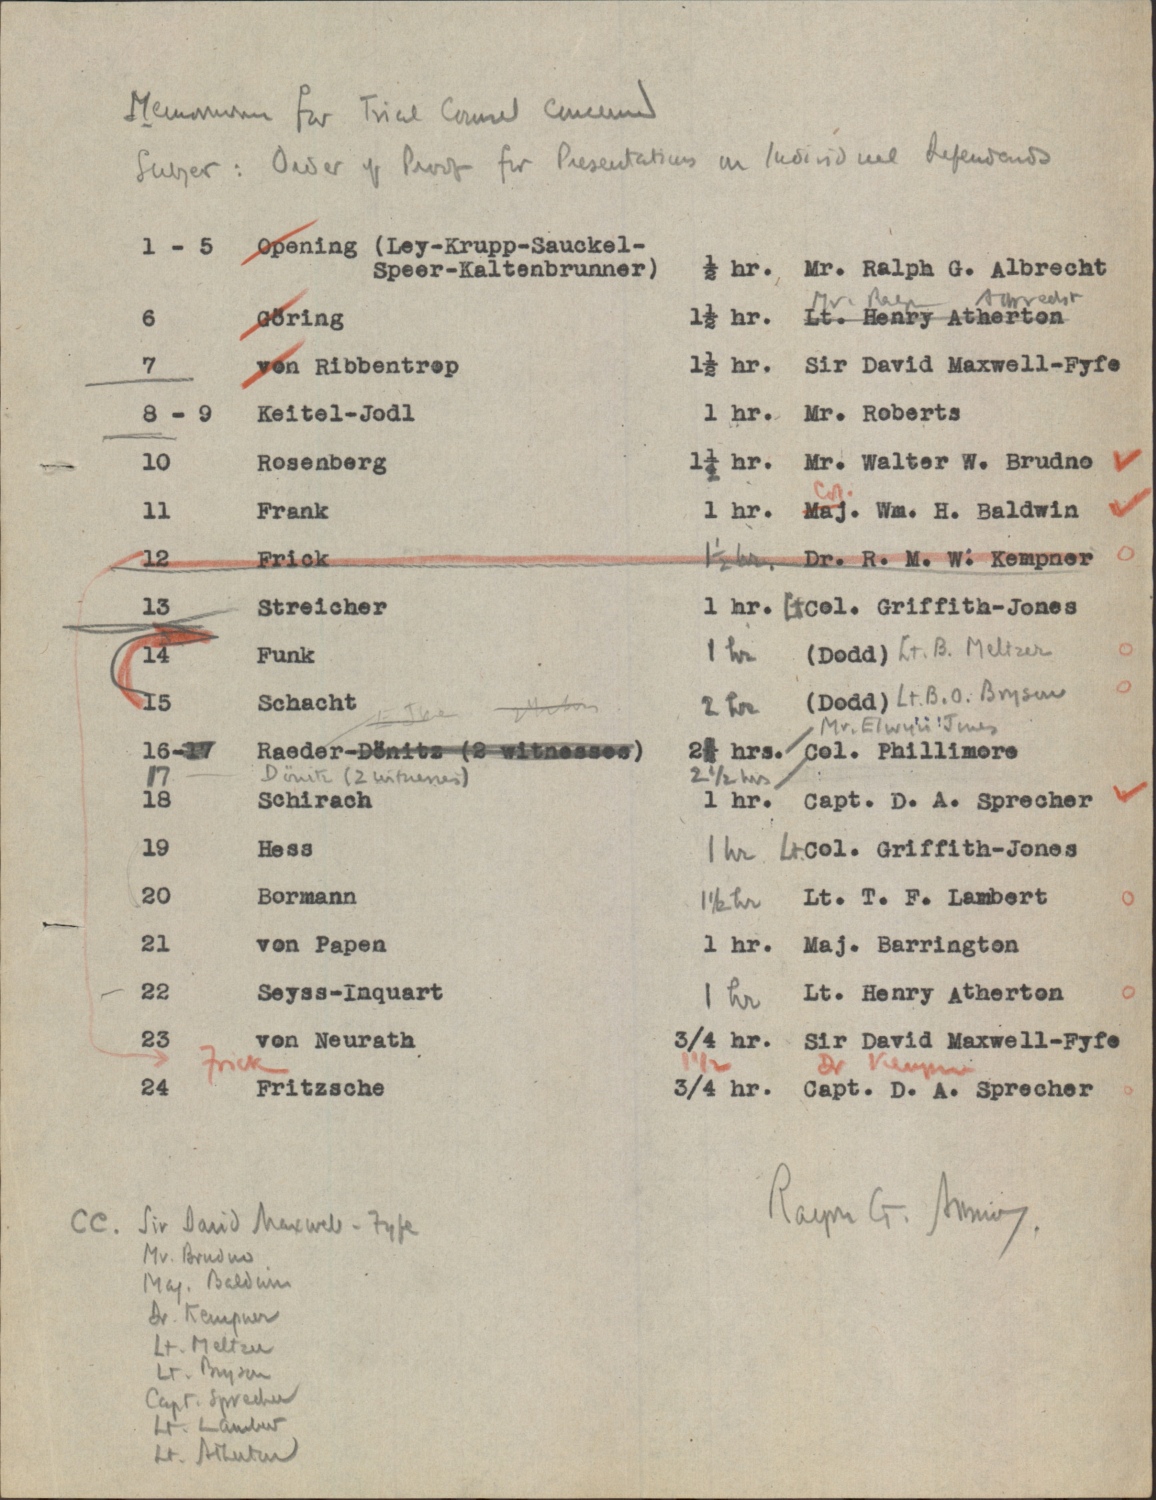 Memorandum for Trial Counsel Concerned
Subject: Order of Proof for Presentations on Individual Defendants
1 - 5 Opening (Ley-Krupp-Sauckel-
Speer-Kaltenbrunner) ½ hr. Mr. Ralph G. Albrecht
Mr. Ralph Albrecht
6 Göring 1½ hr. Lt. Henry Atherton
7 von Ribbentrop 1½ hr. Sir David Maxwell-Fyfe
8 - 9 Keitel-Jodl 1 hr. Mr. Roberts
10 Rosenberg 1½ hr. Mr. Walter W. Brudno
Cap.
11 Frank 1 hr. Maj. Wm. H. Baldwin
12 Frick 1½ hr. Dr. R. M. W. Kempner
13 Streicher 1 hr. Lt Col. Griffith-Jones
14 Funk 1 hr (Dodd) Lt. B. Meltzer
15 Schacht 2 hr (Dodd) Lt. B.O. Bryson
Mr. Elwyn Jones
16-17 Raeder-Dönitz (2 witnesses) 2 hrs. Col. Phillimore
17 Dönitz (2 witnesses) 2 1/2 hrs
18 Schirach 1 hr. Capt. D. A. Sprecher
19 Hess 1 hr Lt. Col. Griffith-Jones
20 Bormann 1½ hr Lt. T. F. Lambert
21 von Papen 1 hr. Maj. Barrington
22 Seyss-Inquart 1 hr Lt. Henry Atherton
23 von Neurath 3/4 hr. Sir David Maxwell-Fyfe
Frick 1 1/2 Dr Kempner
24 Fritzsche 3/4 hr. Capt. D. A. Sprecher
Ralph G.
CC. Sir David Maxwell-Fyfe
Mr. Brudno
Maj. Baldwin
Dr. Kempner
Lt. Meltzer
Lt. Bryson
Capt. Sprecher
Lt. Lambert
Lt. Atherton